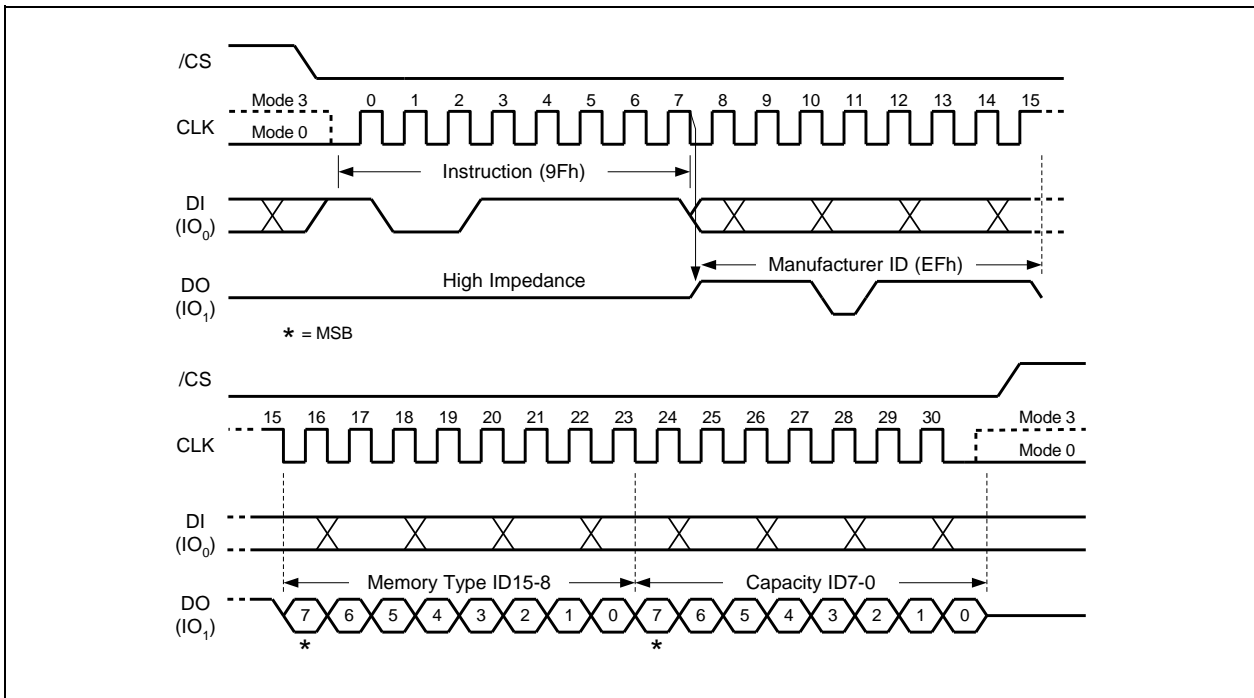 /CS
Mode 3
0 1 2 3 4 5 6 7 8 9 10 11 12 13 14 15
CLK
Mode 0
Instruction (9Fh)
DI
(IO0)
Manufacturer ID (EFh)
High Impedance
DO
(IO1)
* = MSB
/CS
15 16 17 18 19 20 21 22 23 24 25 26 27 28 29 30
Mode 3
CLK
Mode 0
DI
(IO0)
Memory Type ID15-8
Capacity ID7-0
DO
(IO1)
7 6 5 4 3 2 1 0 7 6 5 4 3 2 1 0
* *